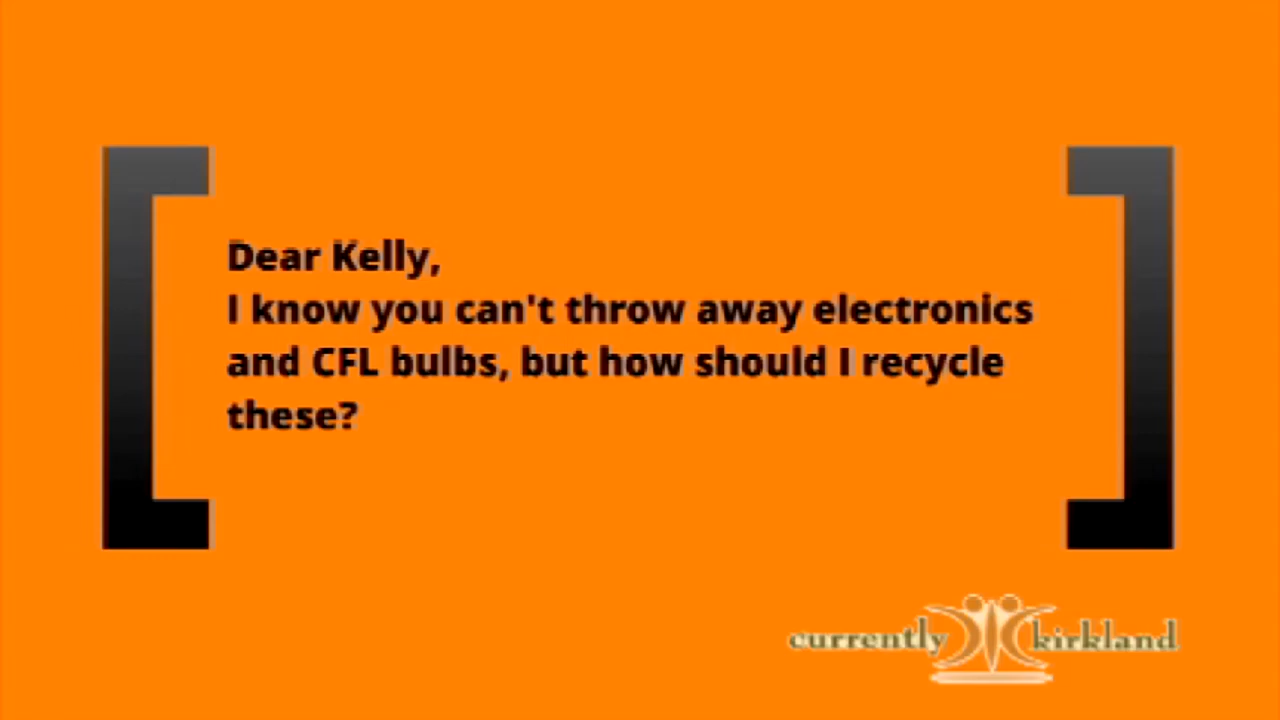 Dear Kelly,
I know you can't throw away electronics
and CFL bulbs, but how should I recycle
these?
currently kirkland